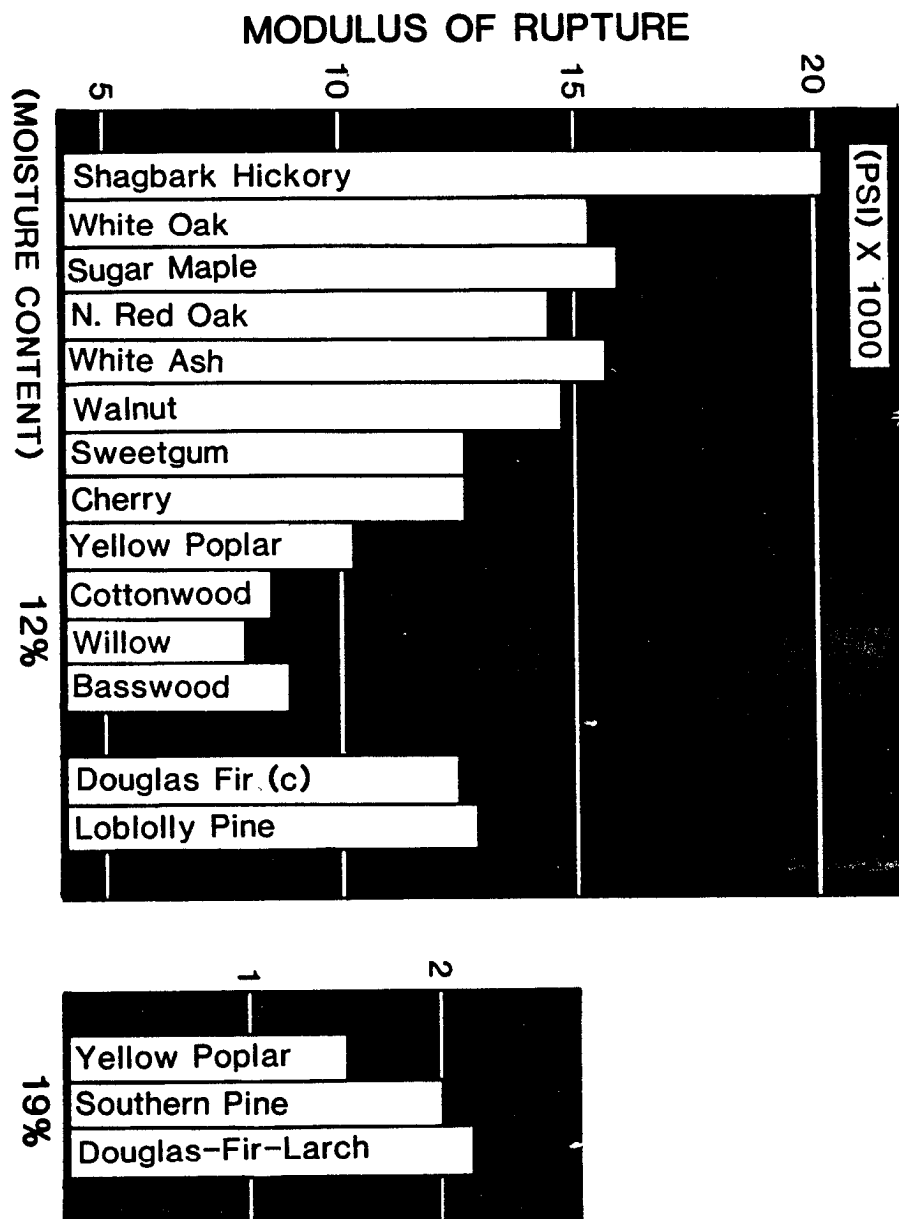 MODULUS OF RUPTURE
5 10 15 20
(PSI) X 1000
(MOISTURE CONTENT)
Shagbark Hickory
White Oak
Sugar Maple
N. Red Oak
White Ash
Walnut
Sweetgum
Cherry
Yellow Poplar
Cottonwood
Willow
Basswood
12%
Douglas Fir (c)
Loblolly Pine
1 2
Yellow Poplar
Southern Pine
Douglas-Fir-Larch
19%